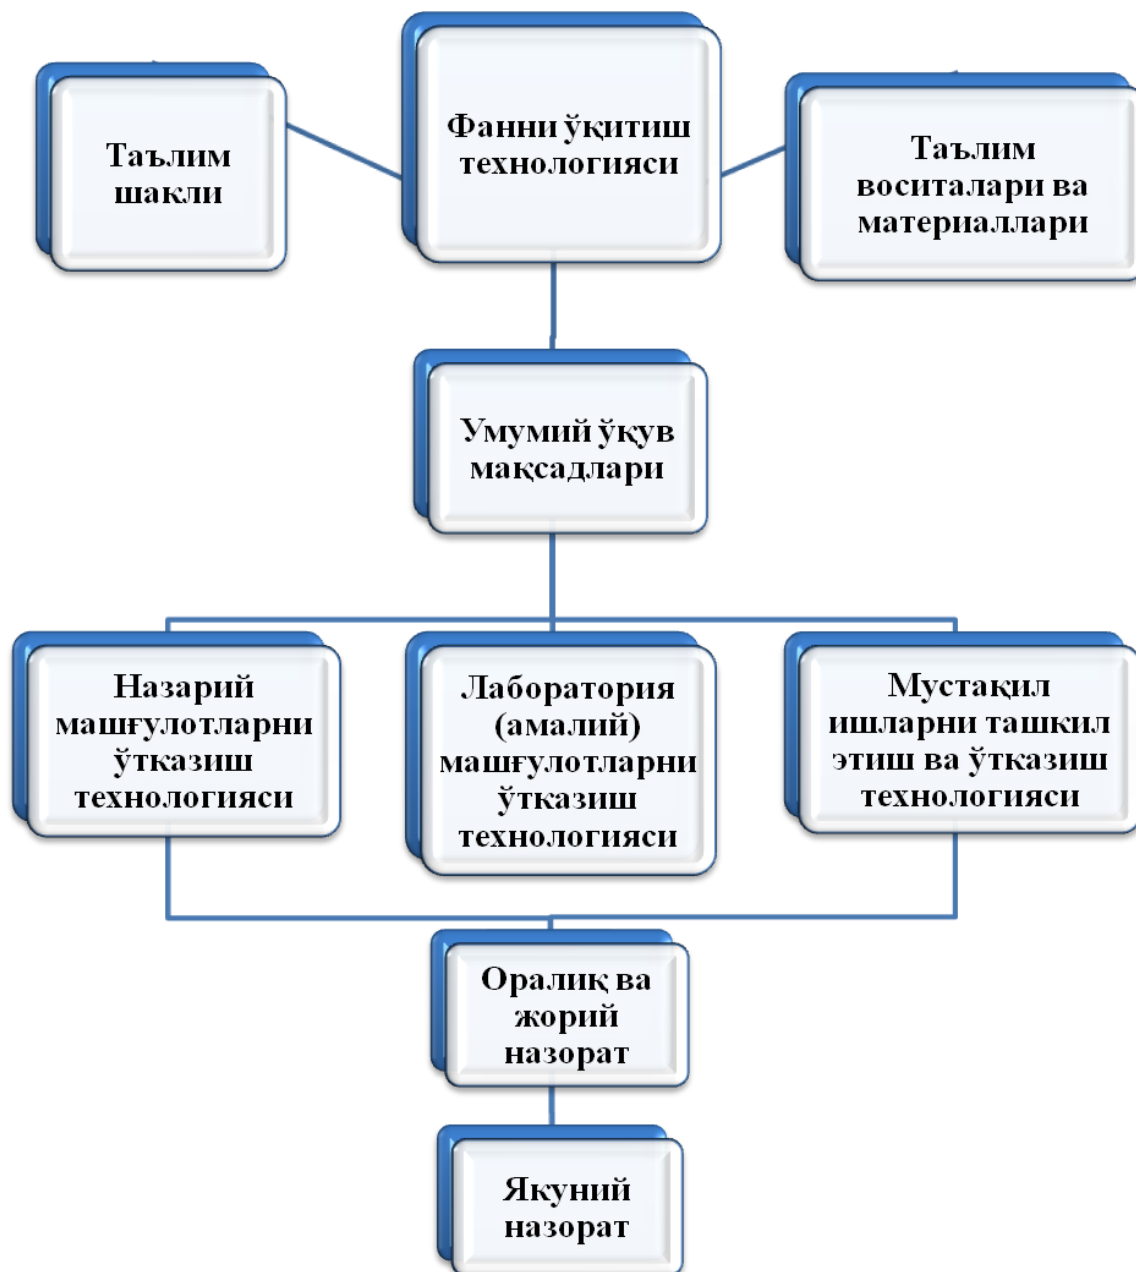 Таълим
шакли
Фанни ўқитиш
технологияси
Таълим
воситалари ва
материаллари
Умумий ўқув
мақсадлари
Назарий
машғулотларни
ўтказиш
технологияси
Лаборатория
(амалий)
машғулотларни
ўтказиш
технологияси
Мустақил
ишларни ташкил
этиш ва ўтказиш
технологияси
Оралиқ ва
жорий
назорат
Якуний
назорат